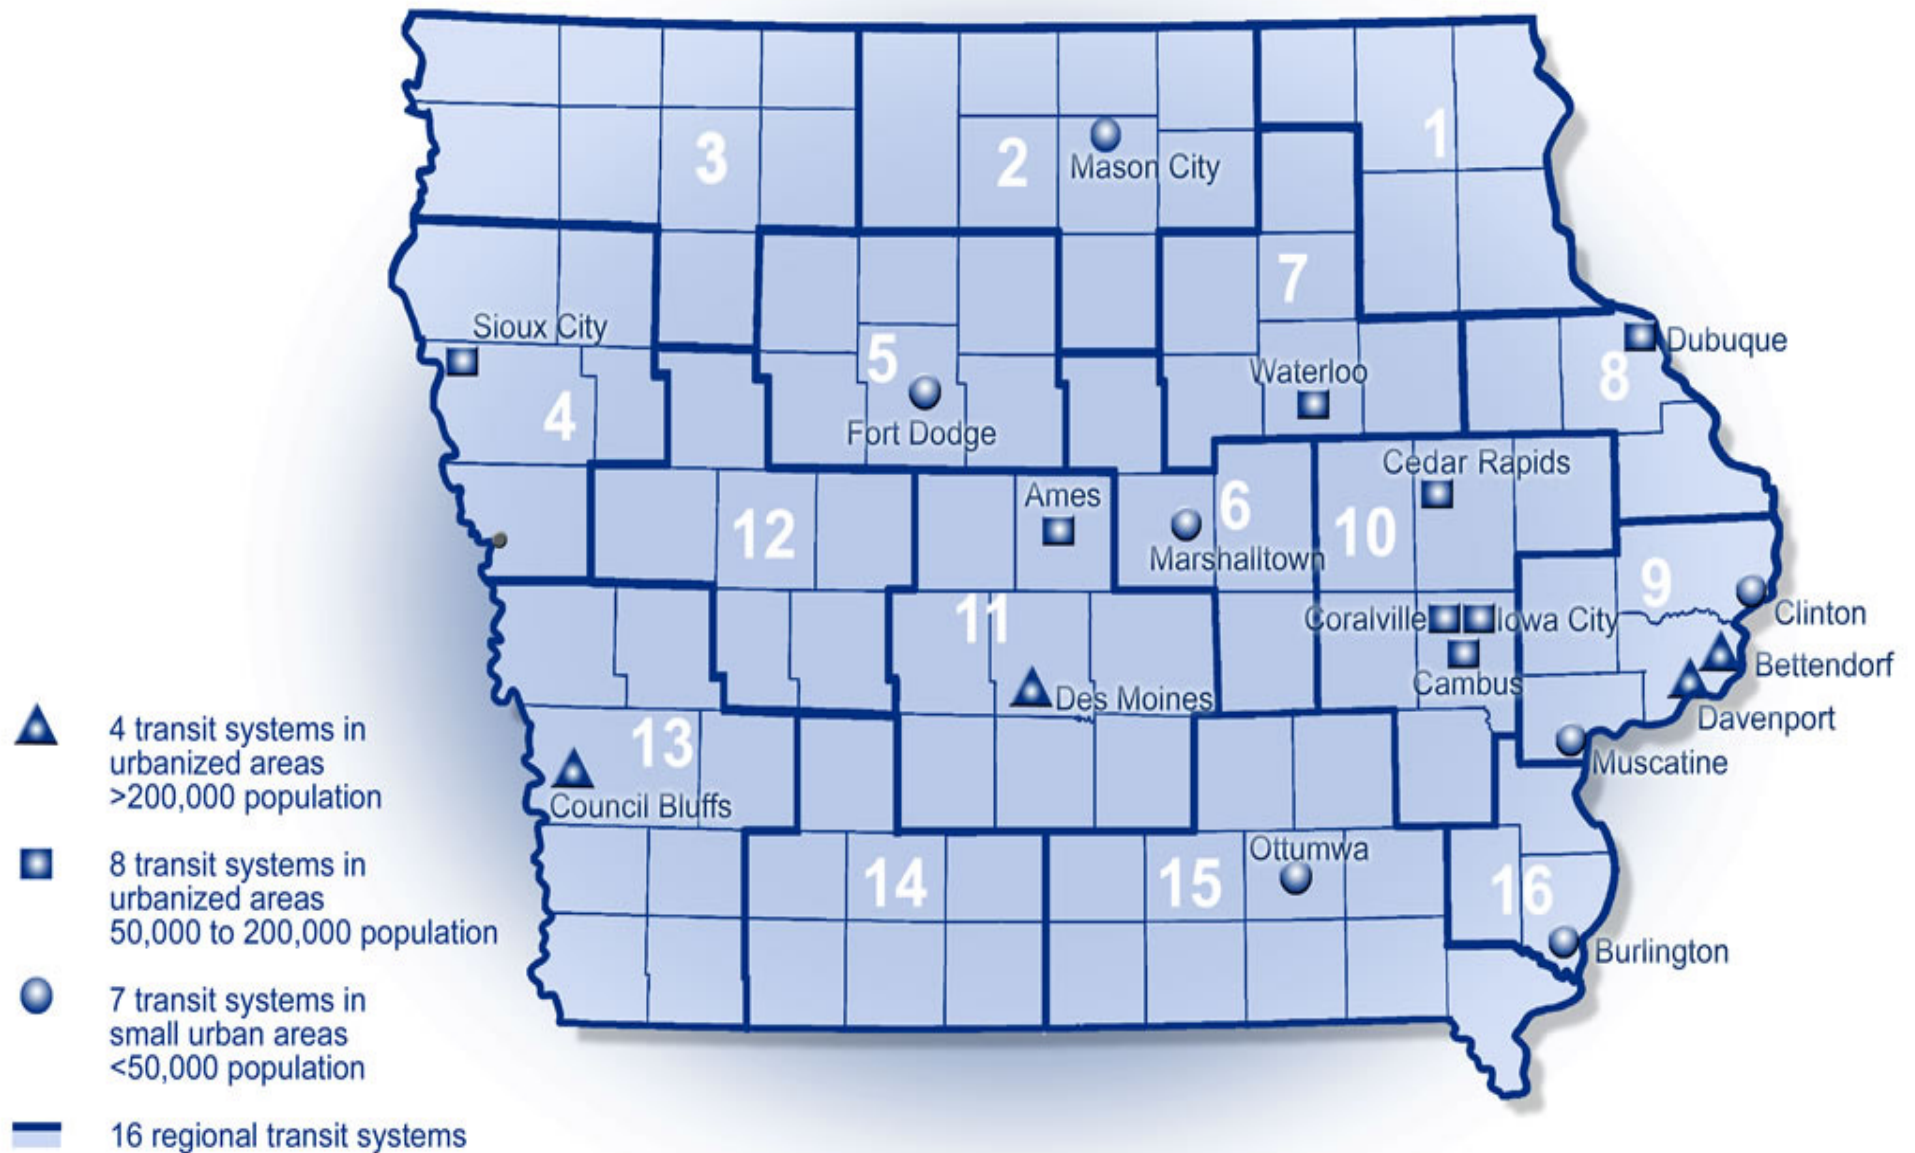 1
3
2
Mason City
7
Sioux City
Dubuque
5
Waterloo
8
4
Fort Dodge
Cedar Rapids
Ames
6
12
10
Marshalltown
9
11
Coralville
Iowa City
Clinton
Bettendorf
Cambus
Des Moines
Davenport
13
Muscatine
Council Bluffs
Ottumwa
14
15
16
Burlington
4 transit systems in
urbanized areas
>200,000 population
8 transit systems in
urbanized areas
50,000 to 200,000 population
7 transit systems in
small urban areas
<50,000 population
16 regional transit systems